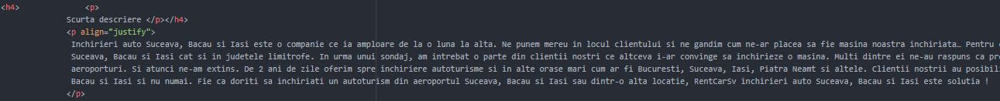 <h4> <p>
Scurta descriere </p></h4>
<p align="justify">
Inchirieri auto Suceava, Bacau si Iasi este o companie ce ia amploare de la o luna la alta. Ne punem mereu in locul clientului si ne gandim cum ne-ar placea sa fie masina noastra inchiriata… Pentru
Suceava, Bacau si Iasi cat si in judetele limitrofe. In urma unui sondaj, am intrebat o parte din clientii nostri ce altceva i-ar convinge sa inchirieze o masina. Multi dintre ei ne-au raspuns ca pr
aeroporturi. Si atunci ne-am extins. De 2 ani de zile oferim spre inchiriere autoturisme si in alte orase mari cum ar fi Bucuresti, Suceava, Iasi, Piatra Neamt si altele. Clientii nostrii au posibil
Bacau si Iasi si nu numai. Fie ca doriti sa inchiriati un autoturism din aeroportul Suceava, Bacau si Iasi sau dintr-o alta locatie, RentCarSv inchirieri auto Suceava, Bacau si Iasi este solutia !
</p>